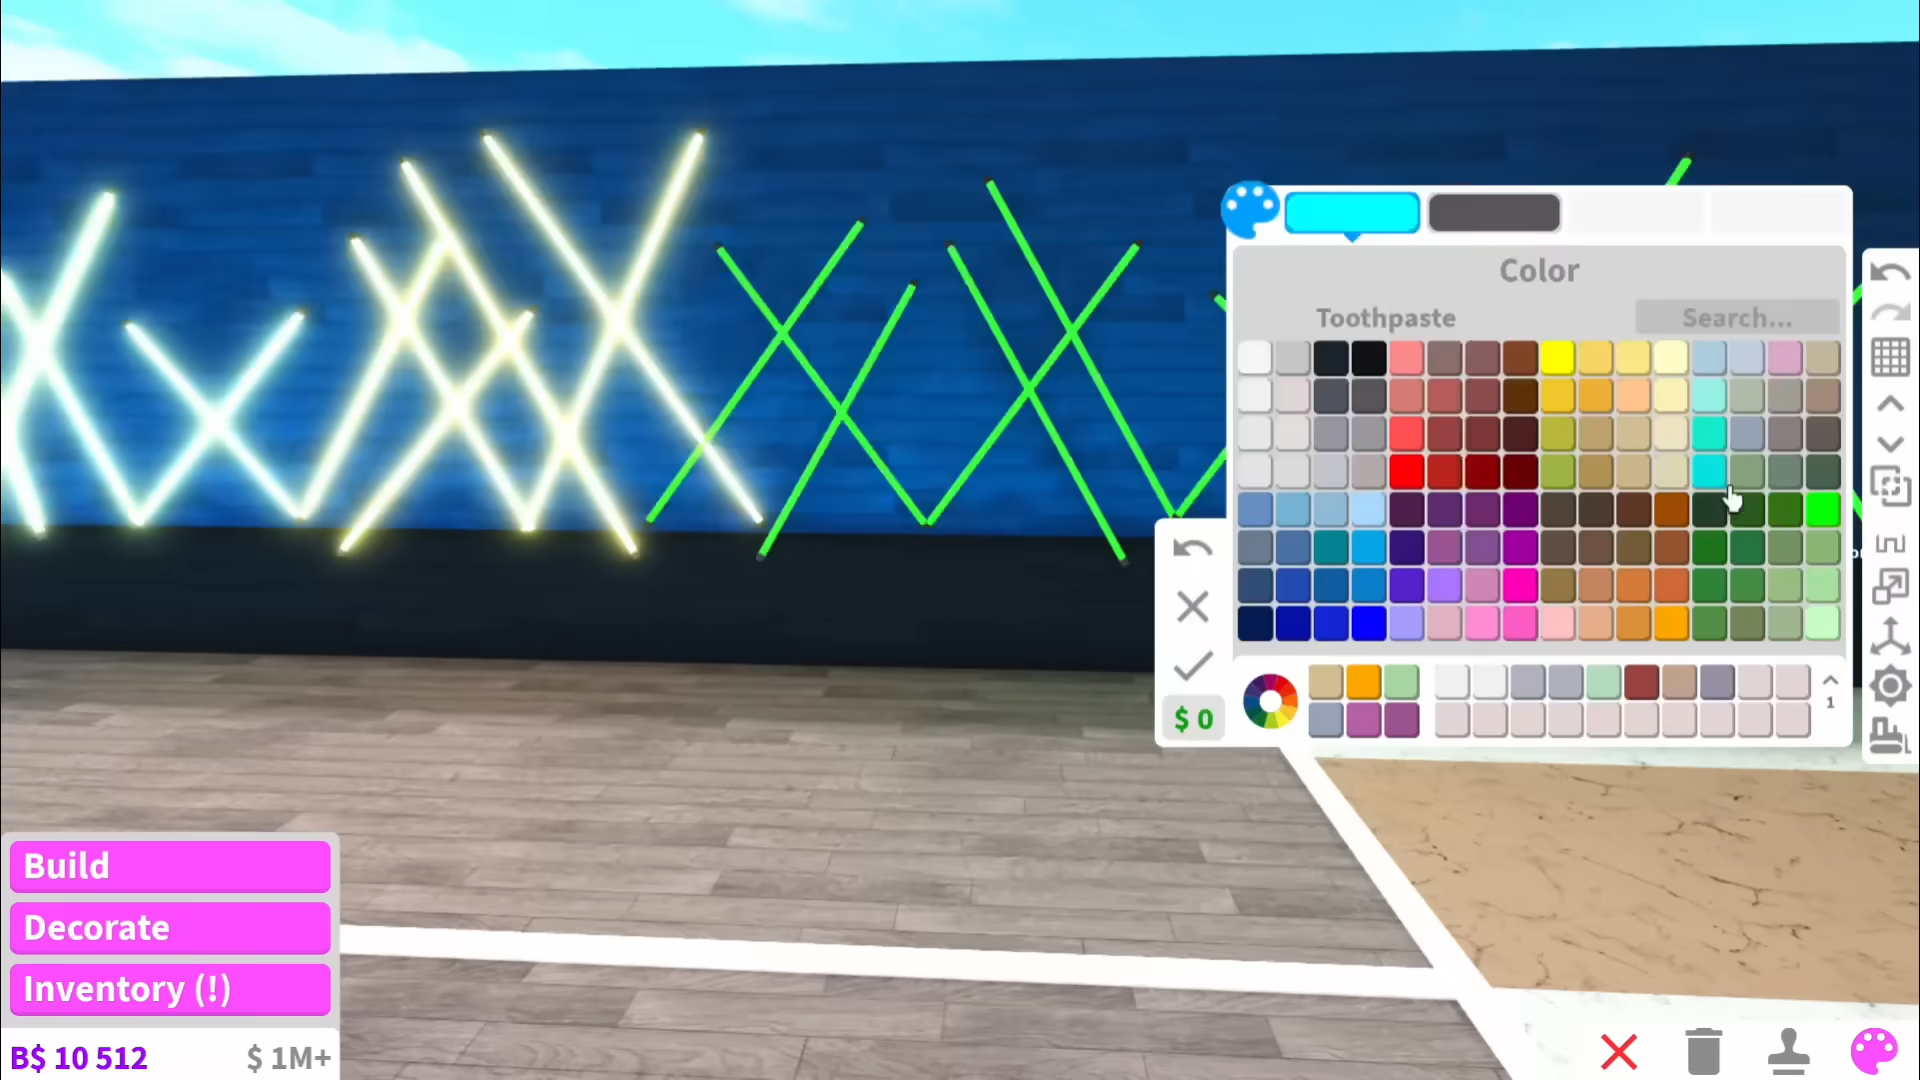 Color
Toothpaste
Search...
1
$ 0
Build
Decorate
Inventory (!)
B$ 10 512
$ 1M+